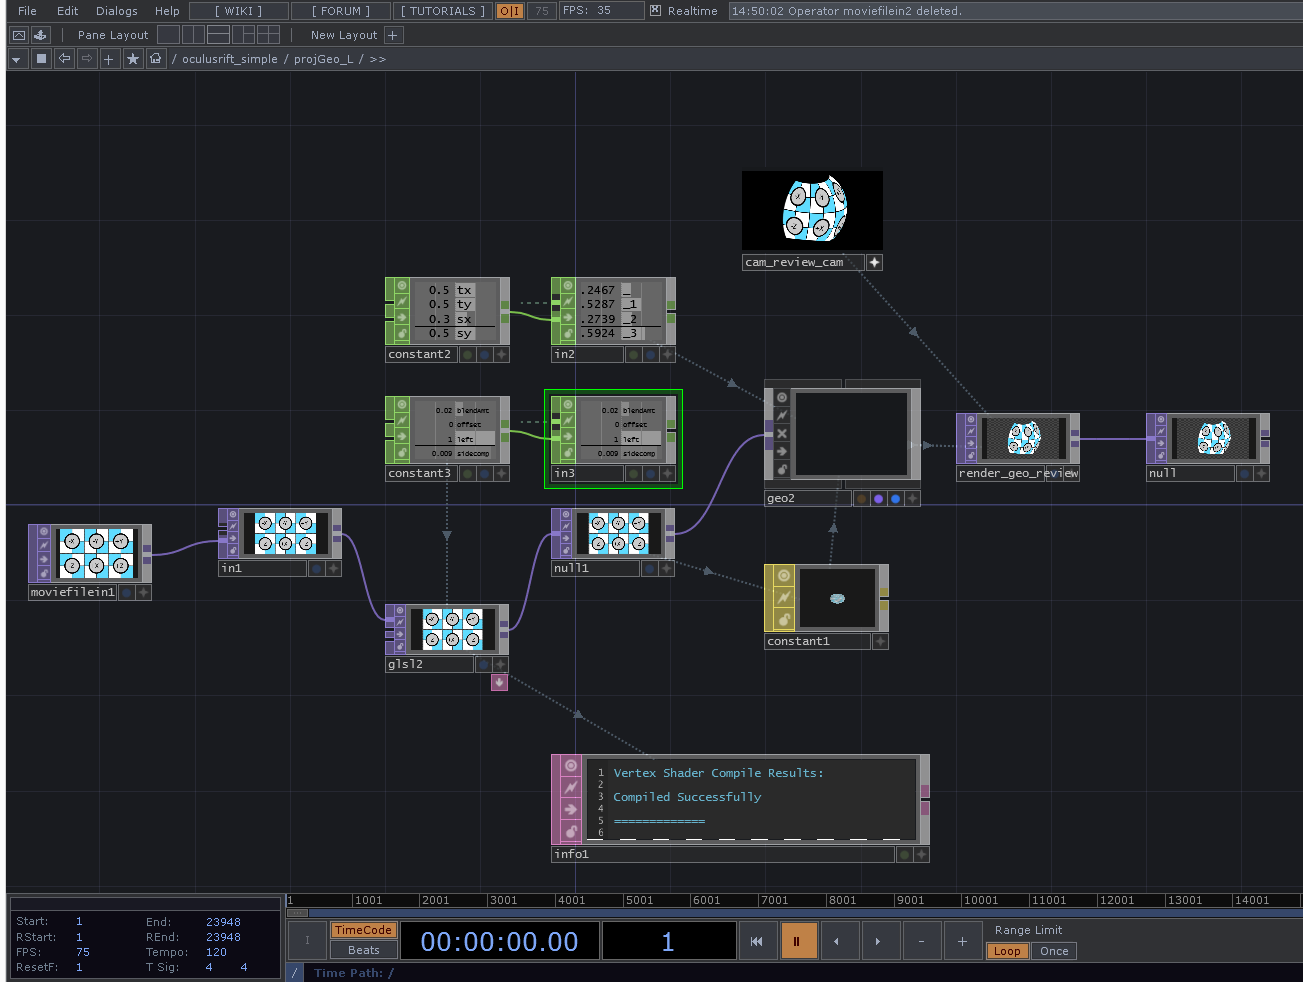 File Edit Dialogs Help [ WIKI ] [ FORUM ] [ TUTORIALS ] O|I 75 FPS: 35 Realtime 14:50:02 Operator moviefilein2 deleted.
Pane Layout New Layout +
/ oculusrift_simple / projGeo_L / >>
cam_review_cam
0.5 tx
0.5 ty
0.3 sx
0.5 sy
constant2
.2467 _
.5287 _1
.2739 _2
.5924 _3
in2
0.02 blendAmt
0 offset
1 left
0.009 sidecomp
constant3
0.02 blendAmt
0 offset
1 left
0.009 sidecomp
in3
geo2
render_geo_review
null
moviefilein1
in1
null1
glsl2
constant1
1 Vertex Shader Compile Results:
2
3 Compiled Successfully
4
5 =============
6
info1
1 1001 2001 3001 4001 5001 6001 7001 8001 9001 10001 11001 12001 13001 14001
Start: 1 End: 23948
RStart: 1 REnd: 23948
FPS: 75 Tempo: 120
ResetF: 1 T Sig: 4 4
I TimeCode Beats 00:00:00.00 1 - +
Range Limit
Loop Once
/ Time Path: /